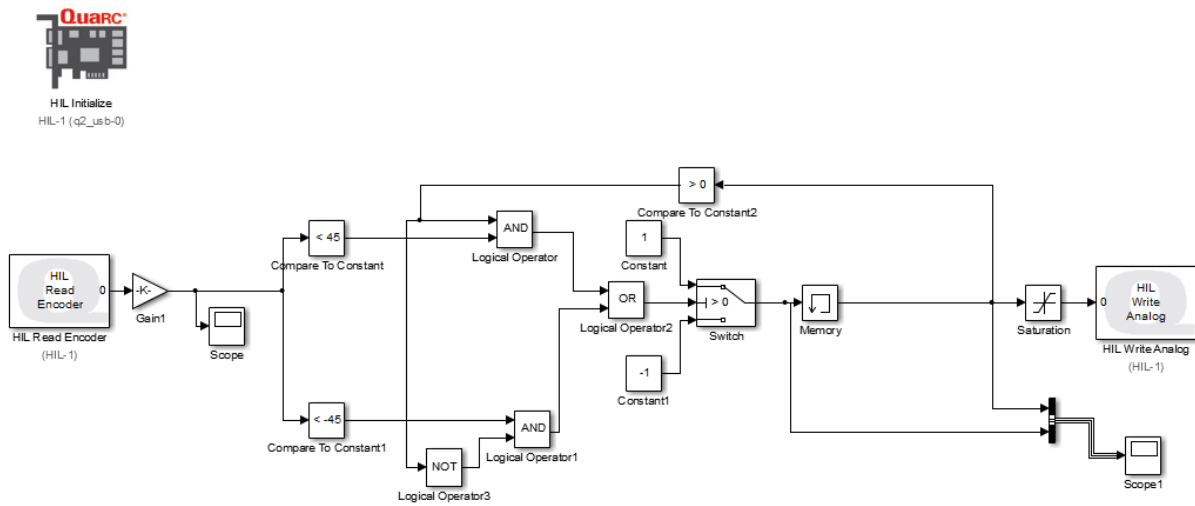 QUARC
HIL Initialize
HIL-1 (q2_usb-0)
> 0
Compare To Constant2
< 45
Compare To Constant
AND
Logical Operator
1
Constant
HIL
Read
Encoder
0
HIL Read Encoder
(HIL-1)
-K-
Gain1
Scope
OR
Logical Operator2
> 0
Switch
Memory
Saturation
0
HIL
Write
Analog
HIL Write Analog
(HIL-1)
-1
Constant1
< -45
Compare To Constant1
AND
Logical Operator1
NOT
Logical Operator3
Scope1